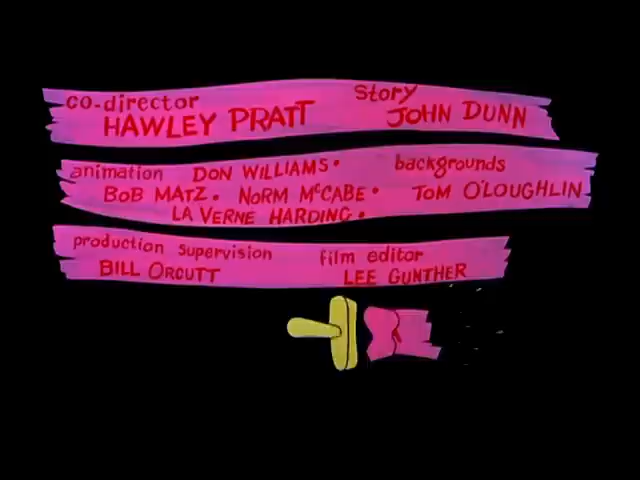 co-director Story
HAWLEY PRATT JOHN DUNN
animation DON WILLIAMS• backgrounds
BOB MATZ• NORM McCABE• TOM O'LOUGHLIN
LA VERNE HARDING•
production supervision film editor
BILL ORCUTT LEE GUNTHER